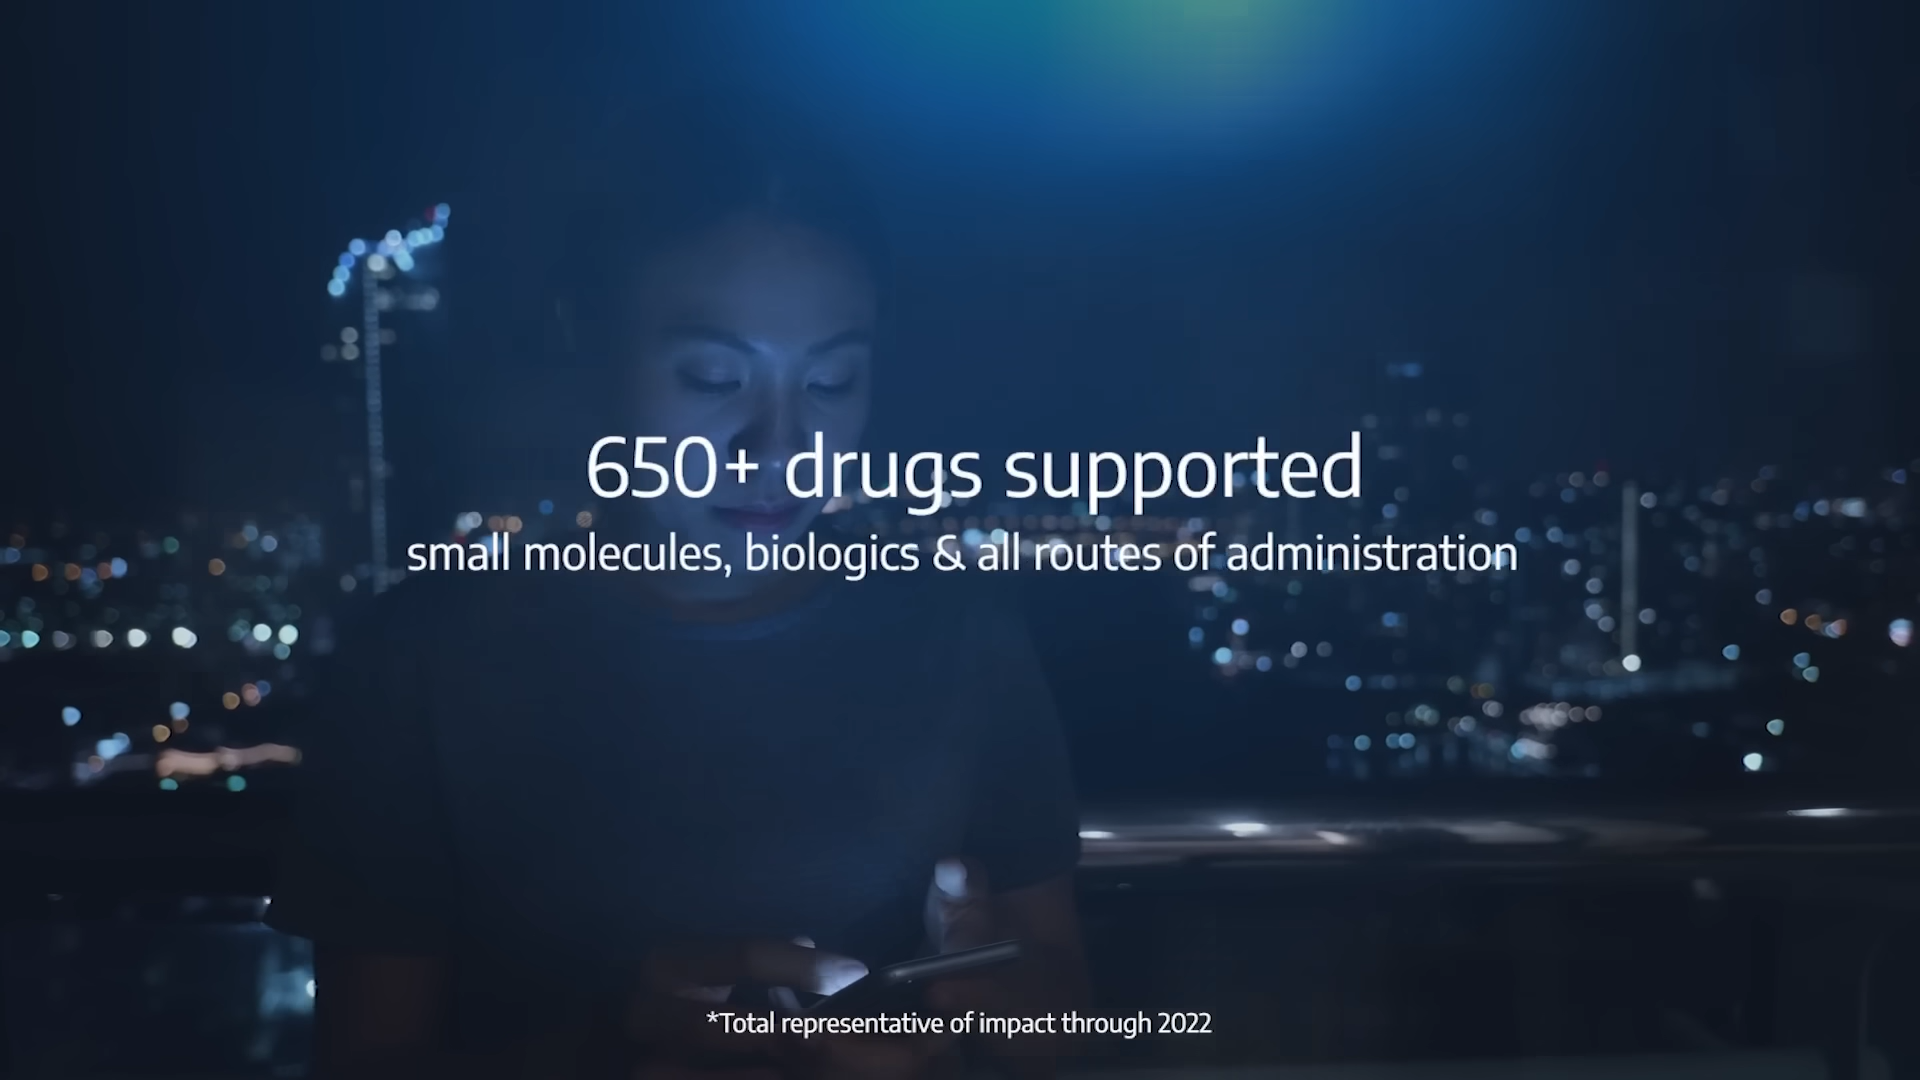 650+ drugs supported
small molecules, biologics & all routes of administration
*Total representative of impact through 2022